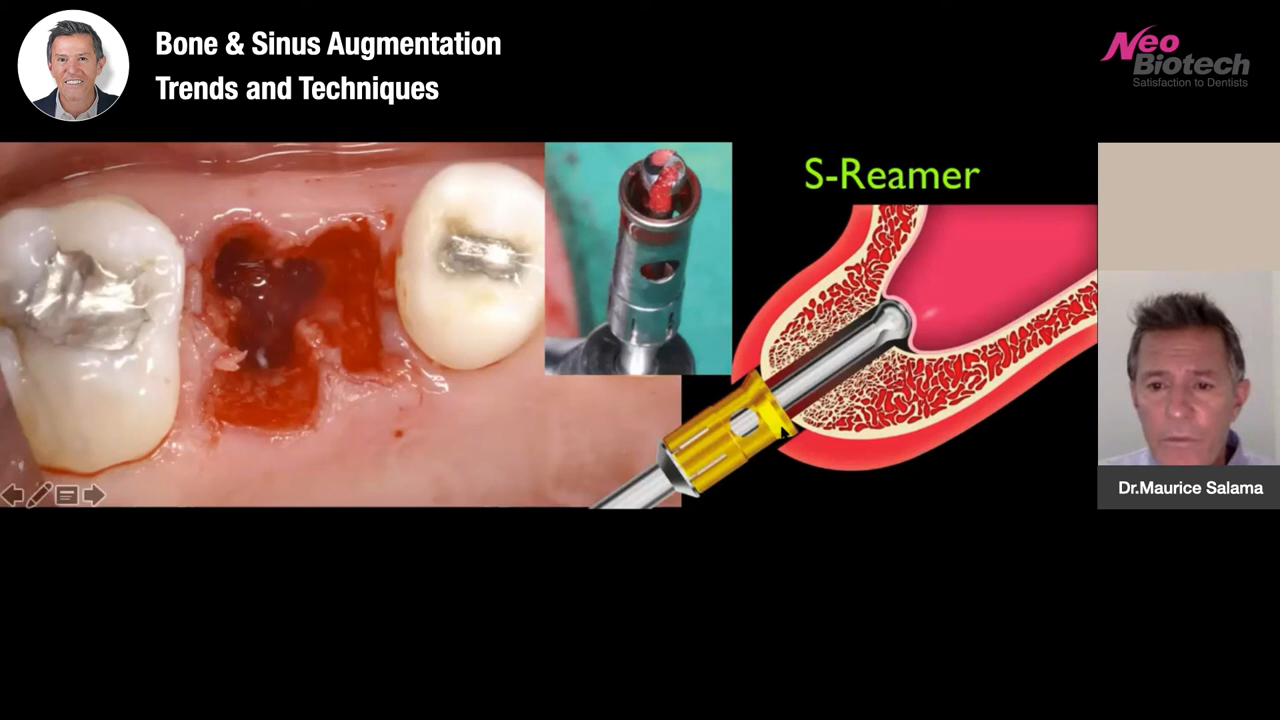 Bone & Sinus Augmentation
Trends and Techniques
Neo
Biotech
Satisfaction to Dentists
S-Reamer
Dr.Maurice Salama